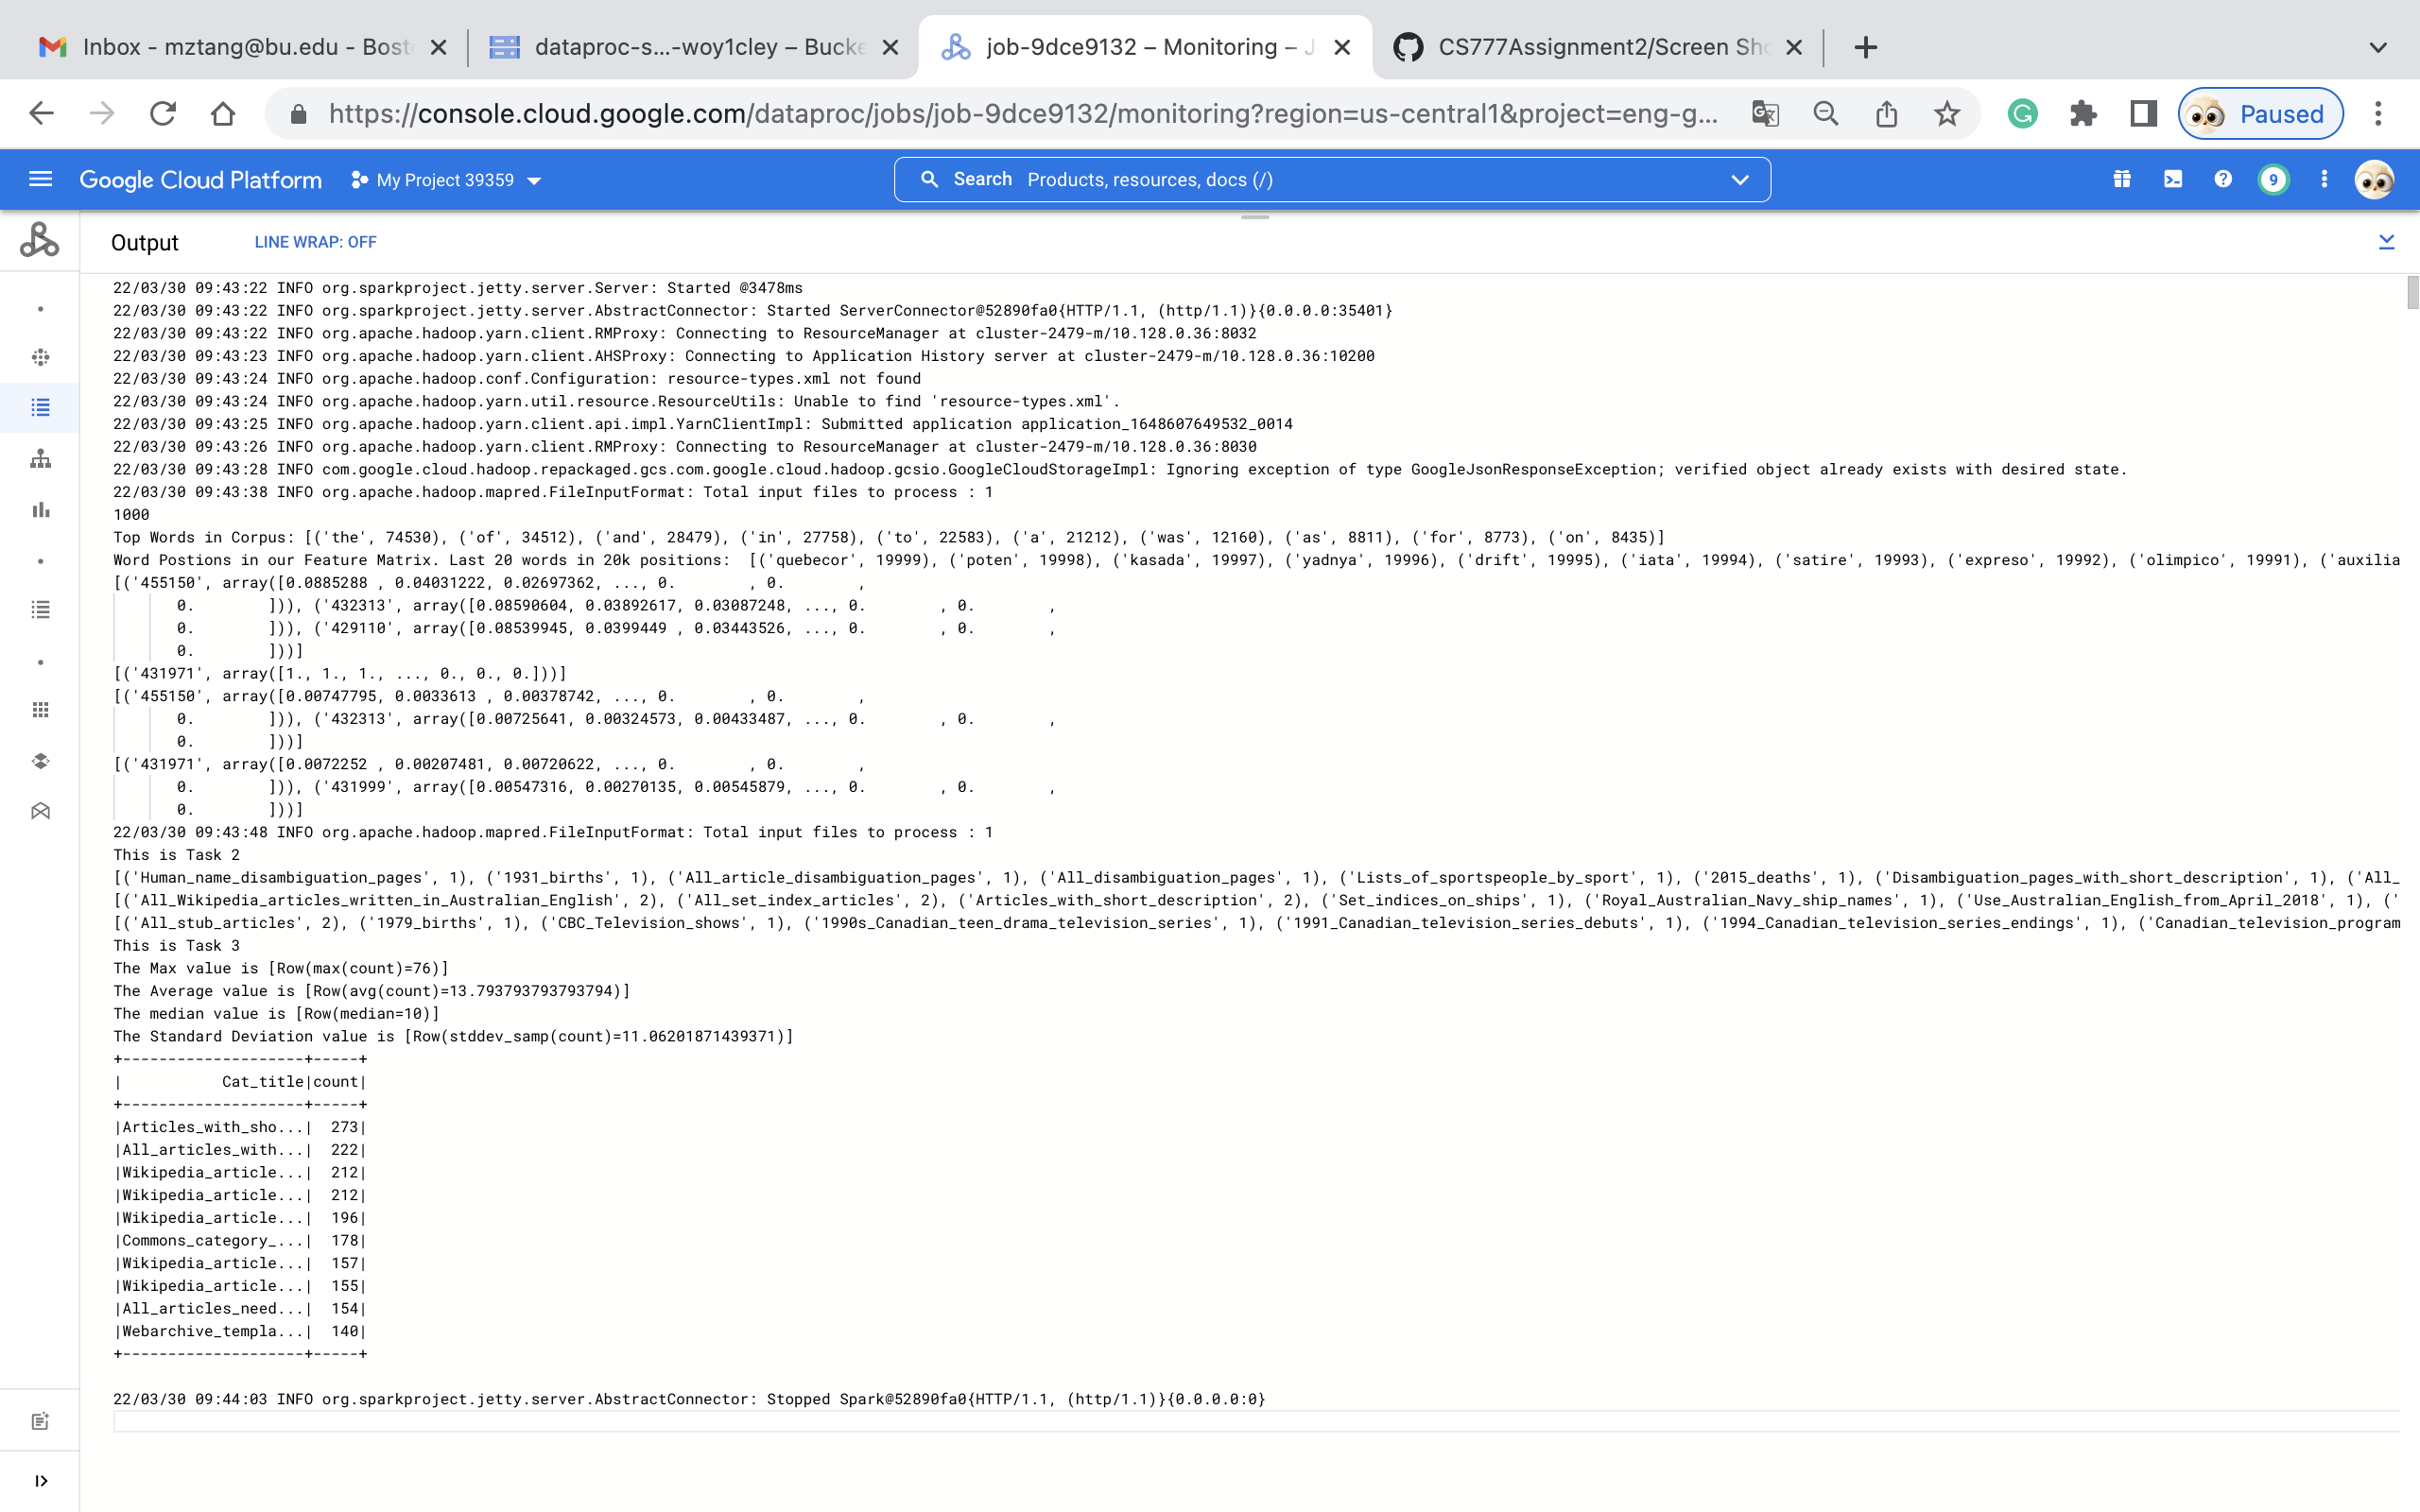 Inbox - mztang@bu.edu - Bost
dataproc-s...-woy1cley – Bucke
job-9dce9132 – Monitoring – J
CS777Assignment2/Screen Sho
https://console.cloud.google.com/dataproc/jobs/job-9dce9132/monitoring?region=us-central1&project=eng-g...
Paused
Google Cloud Platform
My Project 39359
Search Products, resources, docs (/)
9
Output
LINE WRAP: OFF
22/03/30 09:43:22 INFO org.sparkproject.jetty.server.Server: Started @3478ms
22/03/30 09:43:22 INFO org.sparkproject.jetty.server.AbstractConnector: Started ServerConnector@52890fa0{HTTP/1.1, (http/1.1)}{0.0.0.0:35401}
22/03/30 09:43:22 INFO org.apache.hadoop.yarn.client.RMProxy: Connecting to ResourceManager at cluster-2479-m/10.128.0.36:8032
22/03/30 09:43:23 INFO org.apache.hadoop.yarn.client.AHSProxy: Connecting to Application History server at cluster-2479-m/10.128.0.36:10200
22/03/30 09:43:24 INFO org.apache.hadoop.conf.Configuration: resource-types.xml not found
22/03/30 09:43:24 INFO org.apache.hadoop.yarn.util.resource.ResourceUtils: Unable to find 'resource-types.xml'.
22/03/30 09:43:25 INFO org.apache.hadoop.yarn.client.api.impl.YarnClientImpl: Submitted application application_1648607649532_0014
22/03/30 09:43:26 INFO org.apache.hadoop.yarn.client.RMProxy: Connecting to ResourceManager at cluster-2479-m/10.128.0.36:8030
22/03/30 09:43:28 INFO com.google.cloud.hadoop.repackaged.gcs.com.google.cloud.hadoop.gcsio.GoogleCloudStorageImpl: Ignoring exception of type GoogleJsonResponseException; verified object already exists with desired state.
22/03/30 09:43:38 INFO org.apache.hadoop.mapred.FileInputFormat: Total input files to process : 1
1000
Top Words in Corpus: [('the', 74530), ('of', 34512), ('and', 28479), ('in', 27758), ('to', 22583), ('a', 21212), ('was', 12160), ('as', 8811), ('for', 8773), ('on', 8435)]
Word Postions in our Feature Matrix. Last 20 words in 20k positions:  [('quebecor', 19999), ('poten', 19998), ('kasada', 19997), ('yadnya', 19996), ('drift', 19995), ('iata', 19994), ('satire', 19993), ('expreso', 19992), ('olimpico', 19991), ('auxilia
[('455150', array([0.0885288 , 0.04031222, 0.02697362, ..., 0.        , 0.        ,
       0.        ])), ('432313', array([0.08590604, 0.03892617, 0.03087248, ..., 0.        , 0.        ,
       0.        ])), ('429110', array([0.08539945, 0.0399449 , 0.03443526, ..., 0.        , 0.        ,
       0.        ]))]
[('431971', array([1., 1., 1., ..., 0., 0., 0.]))]
[('455150', array([0.00747795, 0.0033613 , 0.00378742, ..., 0.        , 0.        ,
       0.        ])), ('432313', array([0.00725641, 0.00324573, 0.00433487, ..., 0.        , 0.        ,
       0.        ]))]
[('431971', array([0.0072252 , 0.00207481, 0.00720622, ..., 0.        , 0.        ,
       0.        ])), ('431999', array([0.00547316, 0.00270135, 0.00545879, ..., 0.        , 0.        ,
       0.        ]))]
22/03/30 09:43:48 INFO org.apache.hadoop.mapred.FileInputFormat: Total input files to process : 1
This is Task 2
[('Human_name_disambiguation_pages', 1), ('1931_births', 1), ('All_article_disambiguation_pages', 1), ('All_disambiguation_pages', 1), ('Lists_of_sportspeople_by_sport', 1), ('2015_deaths', 1), ('Disambiguation_pages_with_short_description', 1), ('All_
[('All_Wikipedia_articles_written_in_Australian_English', 2), ('All_set_index_articles', 2), ('Articles_with_short_description', 2), ('Set_indices_on_ships', 1), ('Royal_Australian_Navy_ship_names', 1), ('Use_Australian_English_from_April_2018', 1), ('
[('All_stub_articles', 2), ('1979_births', 1), ('CBC_Television_shows', 1), ('1990s_Canadian_teen_drama_television_series', 1), ('1991_Canadian_television_series_debuts', 1), ('1994_Canadian_television_series_endings', 1), ('Canadian_television_program
This is Task 3
The Max value is [Row(max(count)=76)]
The Average value is [Row(avg(count)=13.793793793793794)]
The median value is [Row(median=10)]
The Standard Deviation value is [Row(stddev_samp(count)=11.06201871439371)]
+--------------------+-----+
|           Cat_title|count|
+--------------------+-----+
|Articles_with_sho...|  273|
|All_articles_with...|  222|
|Wikipedia_article...|  212|
|Wikipedia_article...|  212|
|Wikipedia_article...|  196|
|Commons_category_...|  178|
|Wikipedia_article...|  157|
|Wikipedia_article...|  155|
|All_articles_need...|  154|
|Webarchive_templa...|  140|
+--------------------+-----+
22/03/30 09:44:03 INFO org.sparkproject.jetty.server.AbstractConnector: Stopped Spark@52890fa0{HTTP/1.1, (http/1.1)}{0.0.0.0:0}